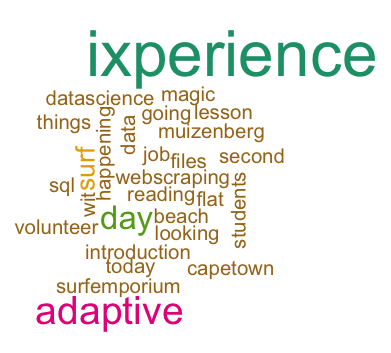 ixperience
datascience magic
things happening data going lesson
muizenberg
surf job files second
sql webscraping
wit reading flat students
volunteer day beach
looking
introduction
today capetown
surfemporium
adaptive